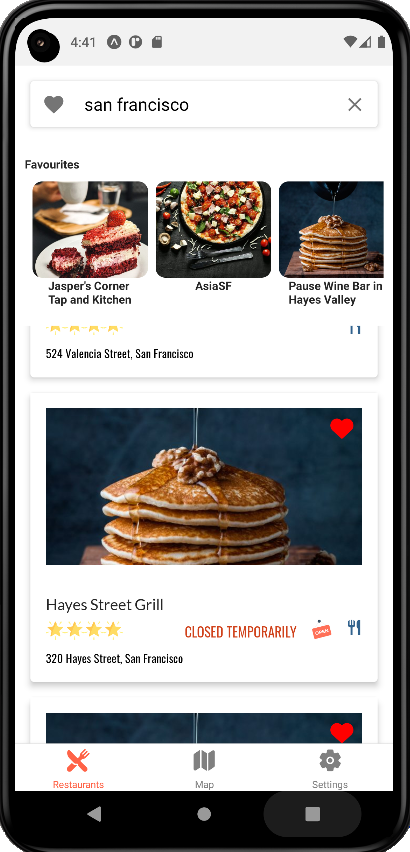 4:41
san francisco
Favourites
Jasper's Corner
Tap and Kitchen
AsiaSF
Pause Wine Bar in
Hayes Valley
524 Valencia Street, San Francisco
Hayes Street Grill
CLOSED TEMPORARILY
OPEN
320 Hayes Street, San Francisco
Restaurants
Map
Settings